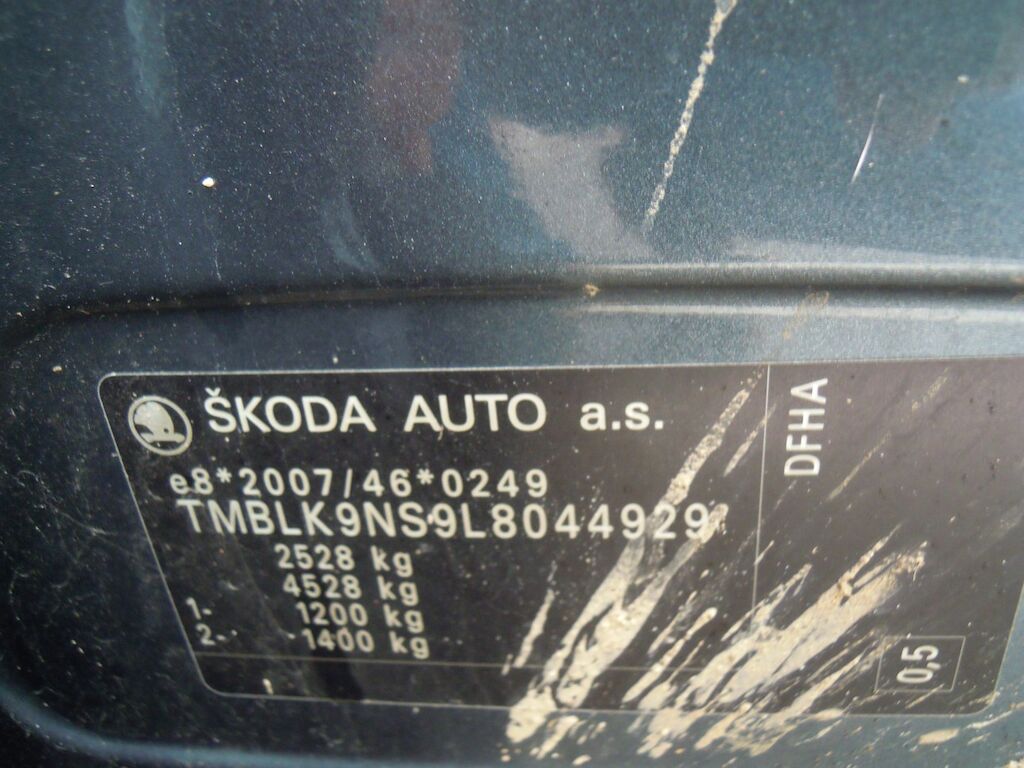 ŠKODA AUTO a.s.
e8*2007/46*0249
TMBLK9NS9L8044929
2528 kg
4528 kg
1- 1200 kg
2- 1400 kg
DFHA
0,5